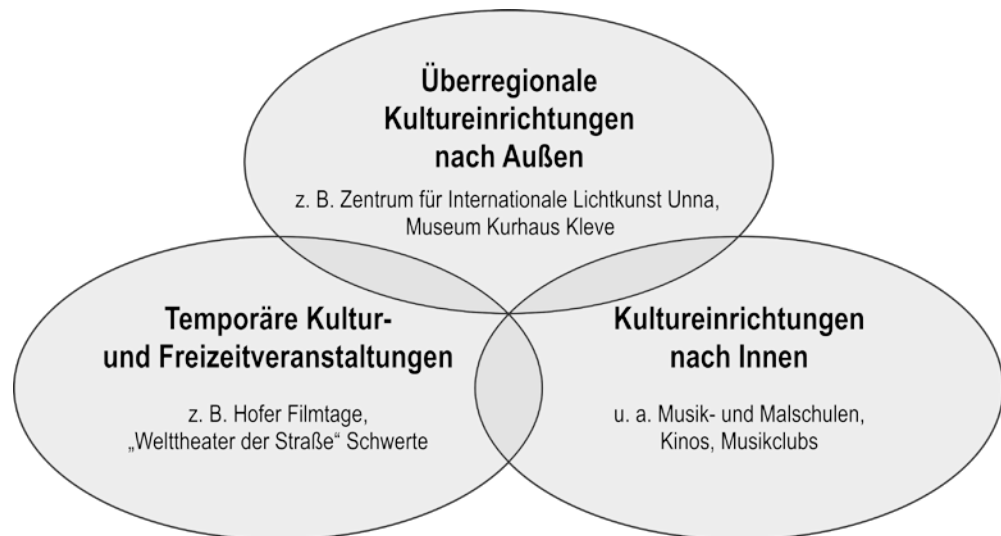 Überregionale
Kultureinrichtungen
nach Außen
z. B. Zentrum für Internationale Lichtkunst Unna,
Museum Kurhaus Kleve
Temporäre Kultur-
und Freizeitveranstaltungen
z. B. Hofer Filmtage,
„Welttheater der Straße“ Schwerte
Kultureinrichtungen
nach Innen
u. a. Musik- und Malschulen,
Kinos, Musikclubs